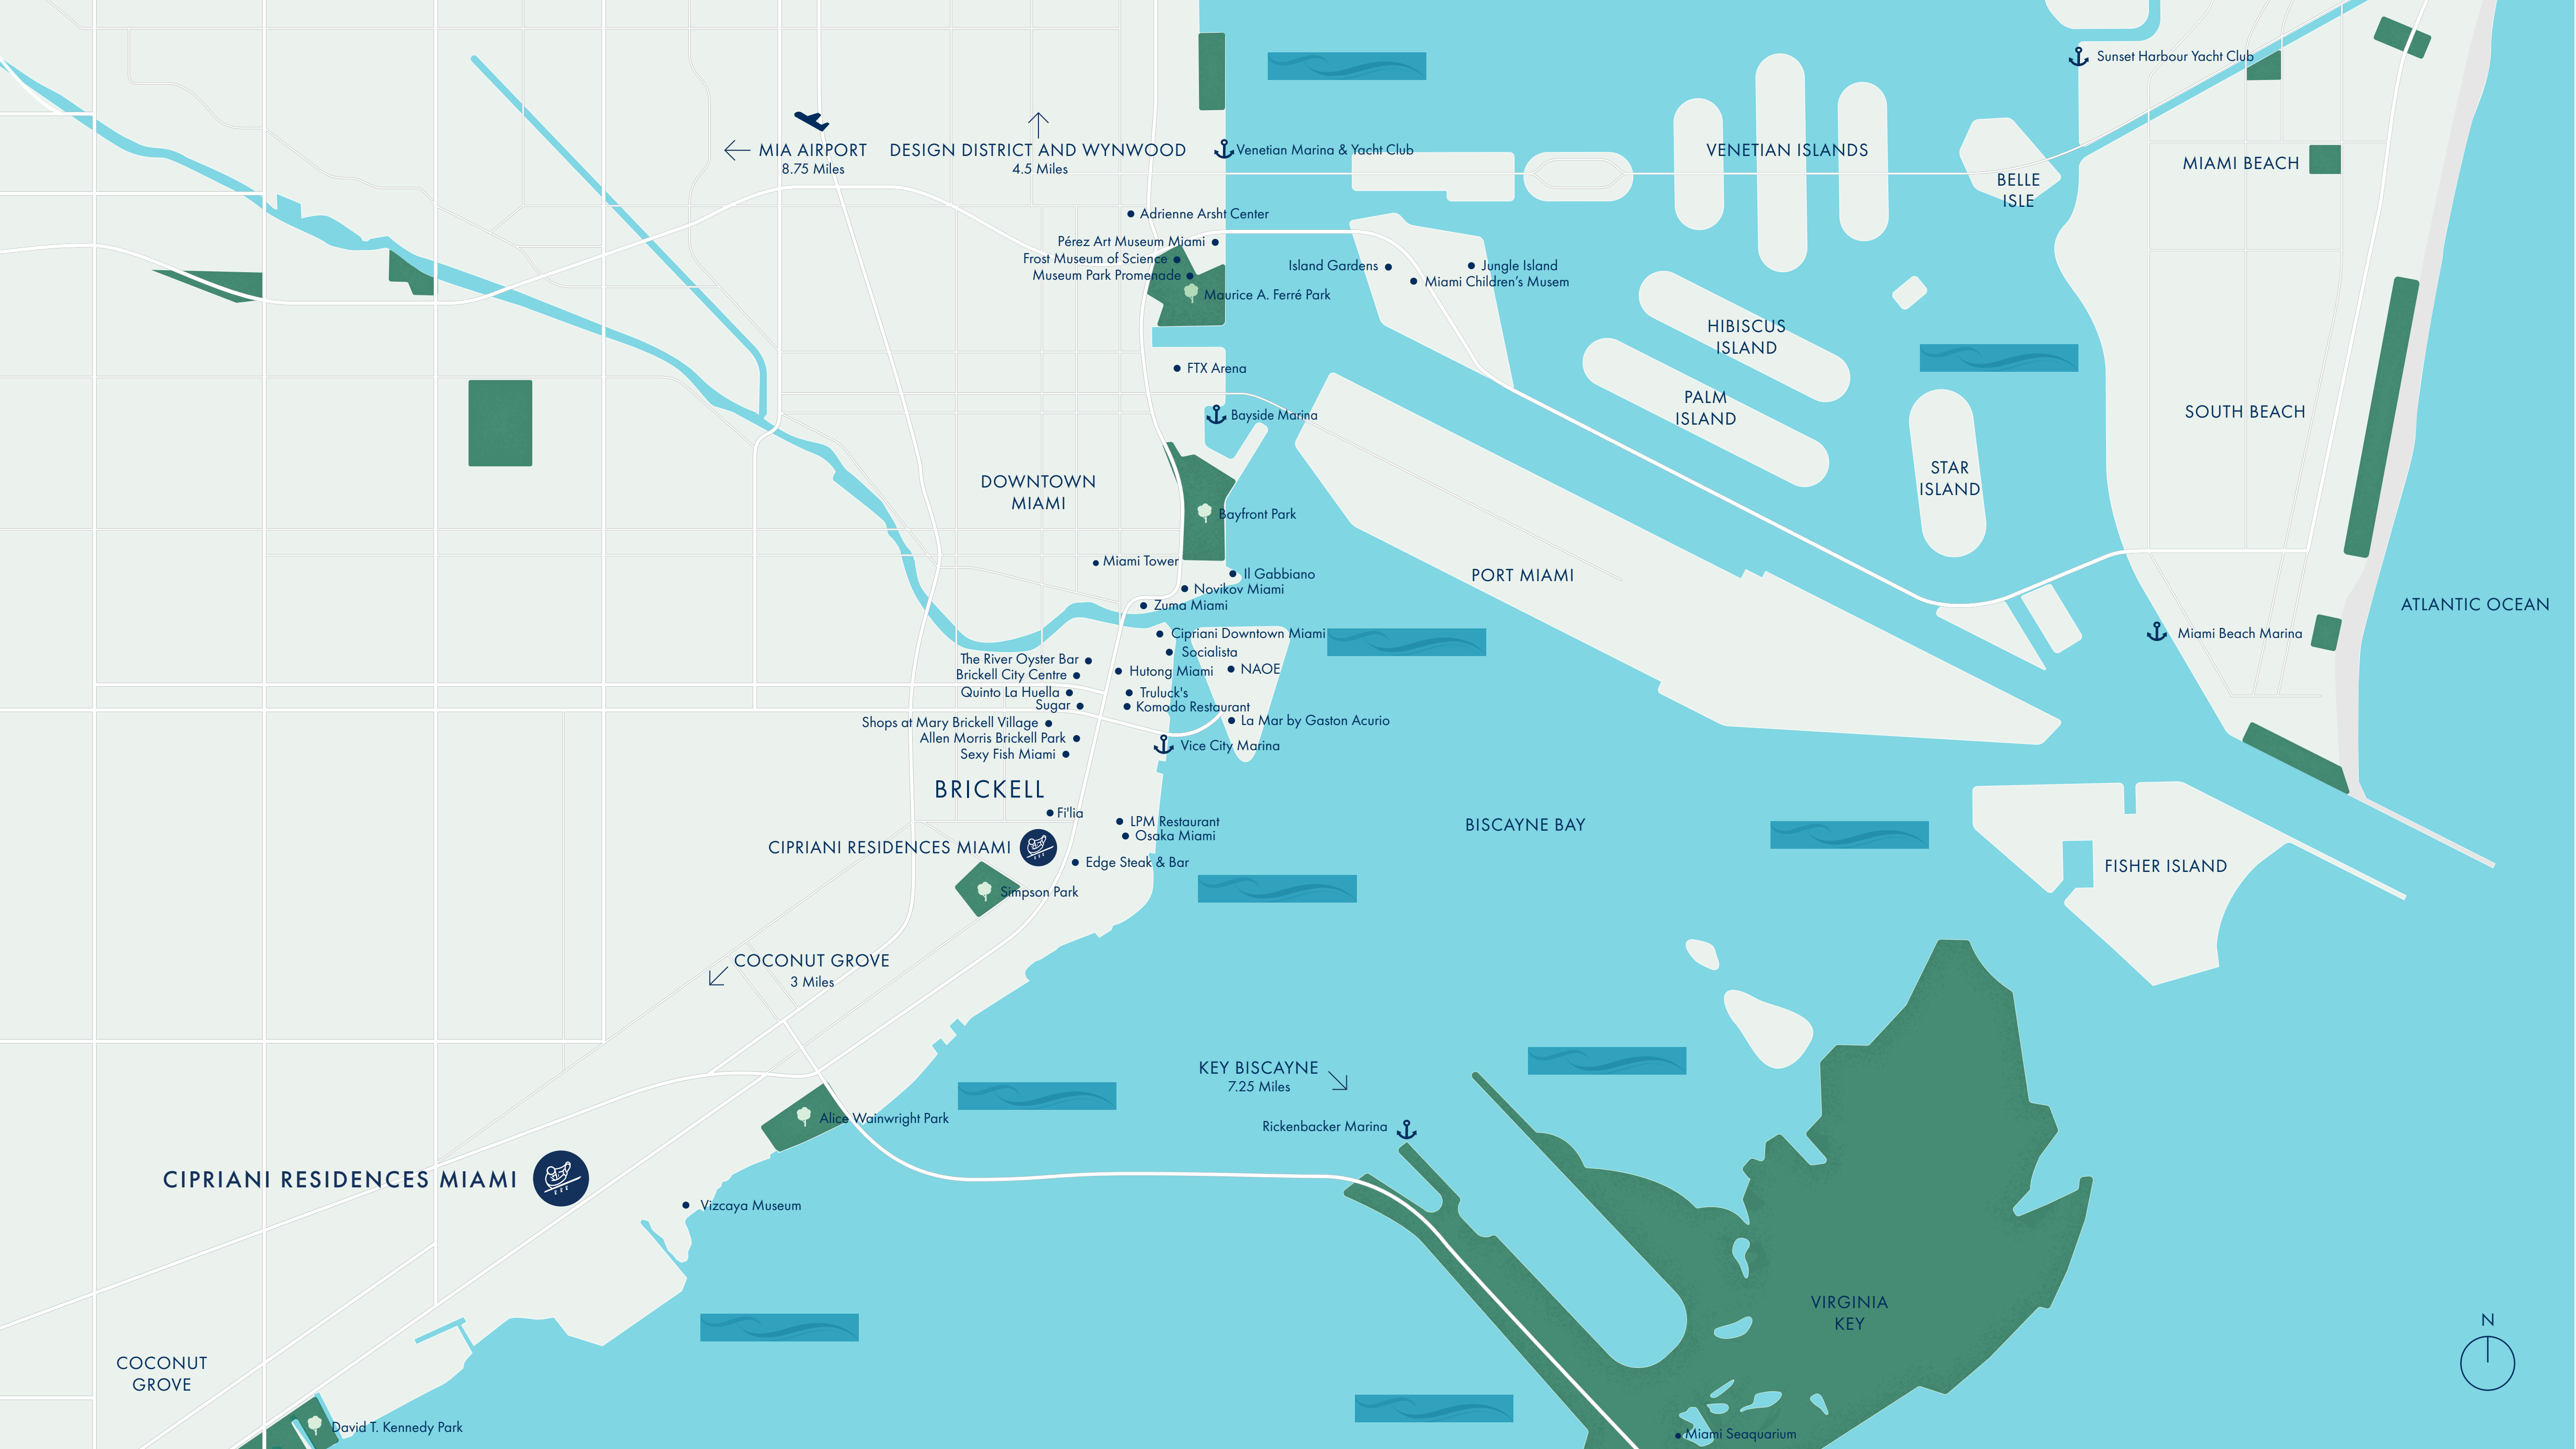 Sunset Harbour Yacht Club
MIA AIRPORT
8.75 Miles
DESIGN DISTRICT AND WYNWOOD
4.5 Miles
Venetian Marina & Yacht Club
VENETIAN ISLANDS
BELLE
ISLE
MIAMI BEACH
Adrienne Arsht Center
Pérez Art Museum Miami
Frost Museum of Science
Museum Park Promenade
Maurice A. Ferré Park
Island Gardens
Jungle Island
Miami Children's Musem
HIBISCUS
ISLAND
FTX Arena
PALM
ISLAND
Bayside Marina
SOUTH BEACH
STAR
ISLAND
DOWNTOWN
MIAMI
Bayfront Park
Miami Tower
Il Gabbiano
Novikov Miami
Zuma Miami
PORT MIAMI
ATLANTIC OCEAN
Cipriani Downtown Miami
Miami Beach Marina
Socialista
The River Oyster Bar
Brickell City Centre
Hutong Miami
NAOE
Quinto La Huella
Truluck's
Sugar
Komodo Restaurant
Shops at Mary Brickell Village
La Mar by Gaston Acurio
Allen Morris Brickell Park
Vice City Marina
Sexy Fish Miami
BRICKELL
Fi'lia
LPM Restaurant
Osaka Miami
BISCAYNE BAY
CIPRIANI RESIDENCES MIAMI
Edge Steak & Bar
FISHER ISLAND
Simpson Park
COCONUT GROVE
3 Miles
KEY BISCAYNE
7.25 Miles
Alice Wainwright Park
Rickenbacker Marina
CIPRIANI RESIDENCES MIAMI
Vizcaya Museum
VIRGINIA
KEY
N
COCONUT
GROVE
David T. Kennedy Park
Miami Seaquarium